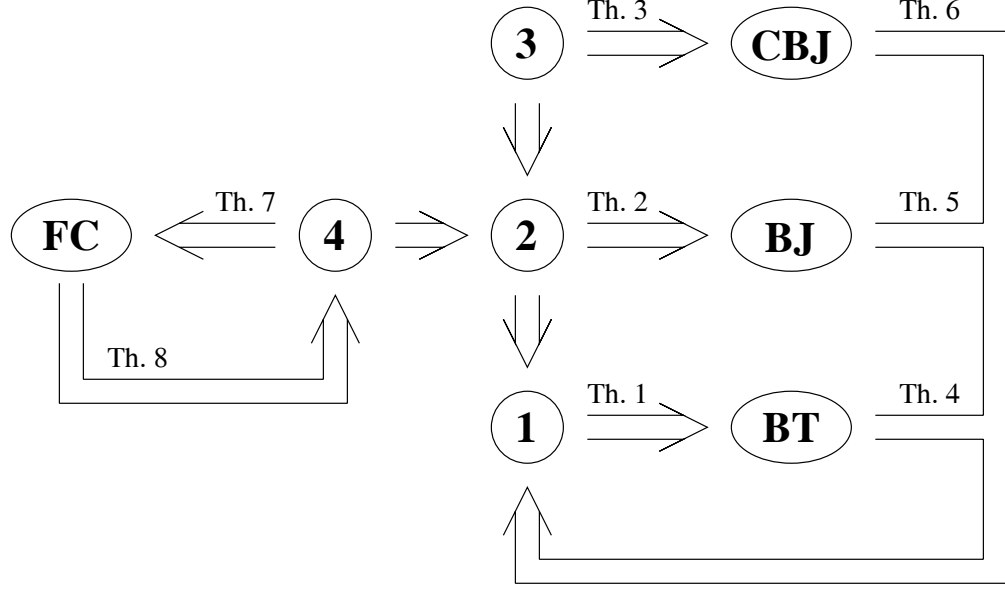 Th. 3
Th. 6
3
CBJ
Th. 7
Th. 2
Th. 5
FC
4
2
BJ
Th. 8
Th. 1
Th. 4
1
BT